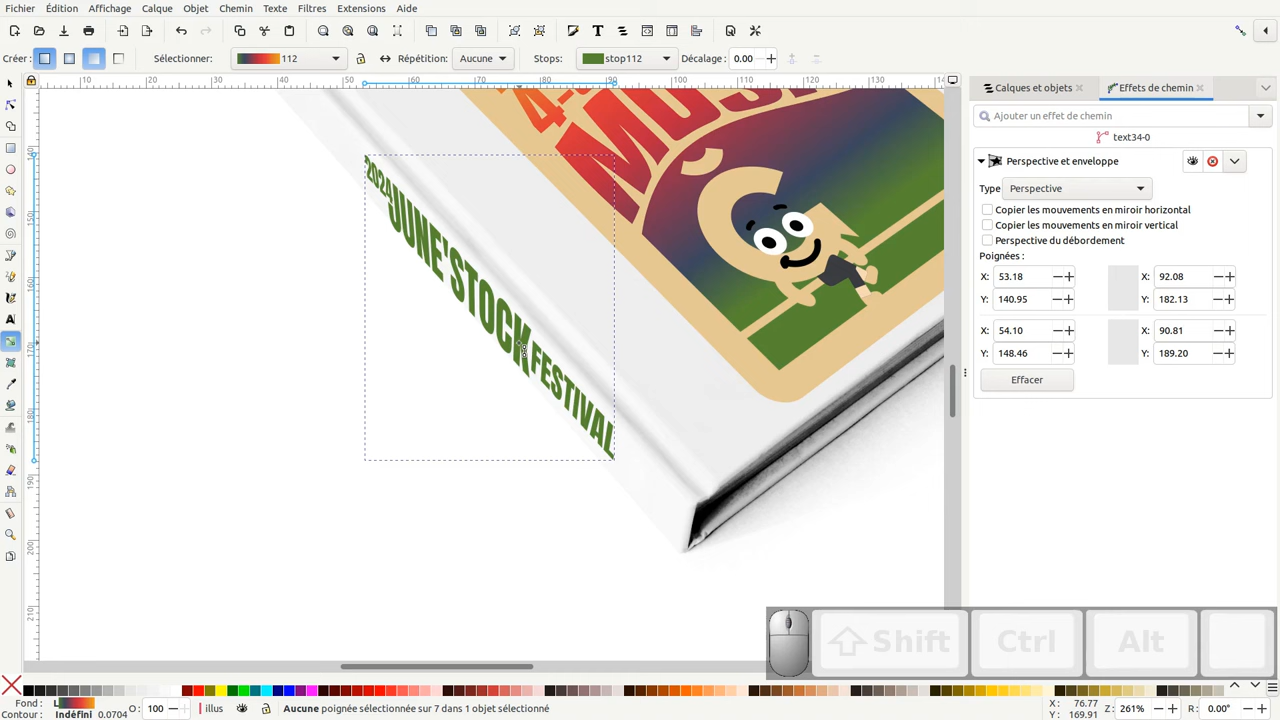 Fichier Édition Calque Objet Chemin Texte Filtres Extensions Aide
Créer : Sélectionner: 112 Répétition: Aucune Stops: stop112 Décalage : 0.00
Calques et objets
Effets de chemin
Ajouter un effet de chemin
text34-0
Perspective et enveloppe
Type Perspective
Copier les mouvements en miroir horizontal
Copier les mouvements en miroir vertical
Perspective du débordement
Poignées :
X: 53.18 X: 92.08
Y: 140.95 Y: 182.13
X: 54.10 X: 90.81
Y: 148.46 Y: 189.20
Effacer
2024 JUNE'STOCK FESTIVAL
Shift Ctrl Alt
Fond :
Contour : Indéfini 0.0704
O: 100
illus
Aucune poignée sélectionnée sur 7 dans 1 objet sélectionné
X: 76.77
Y: 169.91
Z: 261%
R: 0.00°